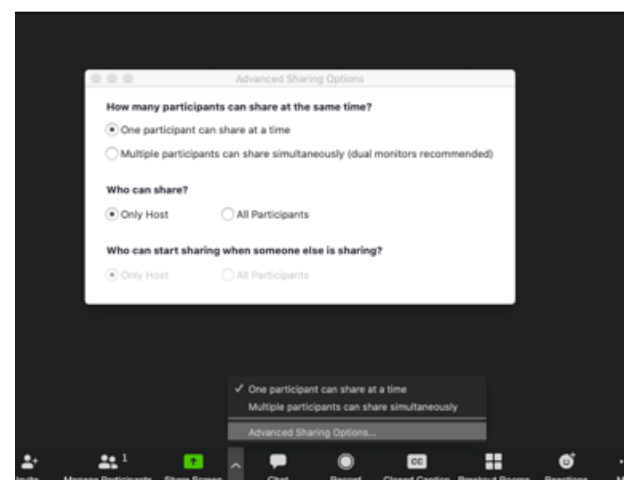 Advanced Sharing Options
How many participants can share at the same time?
One participant can share at a time
Multiple participants can share simultaneously (dual monitors recommended)
Who can share?
Only Host All Participants
Who can start sharing when someone else is sharing?
Only Host All Participants
✓ One participant can share at a time
Multiple participants can share simultaneously
Advanced Sharing Options...
1
CC
Invite Manage Participants Share Screen Chat Record Closed Caption Breakout Rooms Reactions